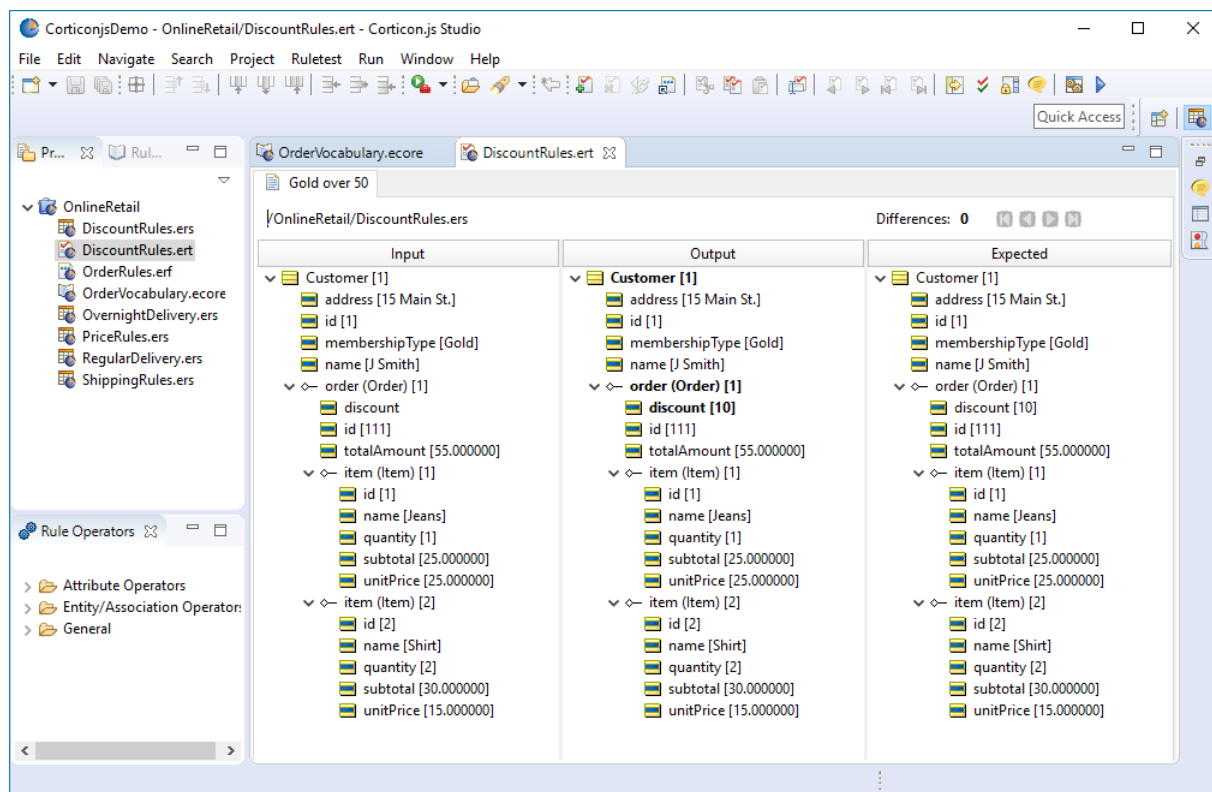 CorticonjsDemo - OnlineRetail/DiscountRules.ert - Corticon.js Studio
File Edit Navigate Search Project Ruletest Run Window Help
Quick Access
Pr... Rul...
OnlineRetail
DiscountRules.ers
DiscountRules.ert
OrderRules.erf
OrderVocabulary.ecore
OvernightDelivery.ers
PriceRules.ers
RegularDelivery.ers
ShippingRules.ers
Rule Operators
Attribute Operators
Entity/Association Operator:
General
OrderVocabulary.ecore DiscountRules.ert
Gold over 50
/OnlineRetail/DiscountRules.ers Differences: 0
Input Output Expected
Customer [1] Customer [1] Customer [1]
address [15 Main St.] address [15 Main St.] address [15 Main St.]
id [1] id [1] id [1]
membershipType [Gold] membershipType [Gold] membershipType [Gold]
name [J Smith] name [J Smith] name [J Smith]
order (Order) [1] order (Order) [1] order (Order) [1]
discount discount [10] discount [10]
id [111] id [111] id [111]
totalAmount [55.000000] totalAmount [55.000000] totalAmount [55.000000]
item (Item) [1] item (Item) [1] item (Item) [1]
id [1] id [1] id [1]
name [Jeans] name [Jeans] name [Jeans]
quantity [1] quantity [1] quantity [1]
subtotal [25.000000] subtotal [25.000000] subtotal [25.000000]
unitPrice [25.000000] unitPrice [25.000000] unitPrice [25.000000]
item (Item) [2] item (Item) [2] item (Item) [2]
id [2] id [2] id [2]
name [Shirt] name [Shirt] name [Shirt]
quantity [2] quantity [2] quantity [2]
subtotal [30.000000] subtotal [30.000000] subtotal [30.000000]
unitPrice [15.000000] unitPrice [15.000000] unitPrice [15.000000]